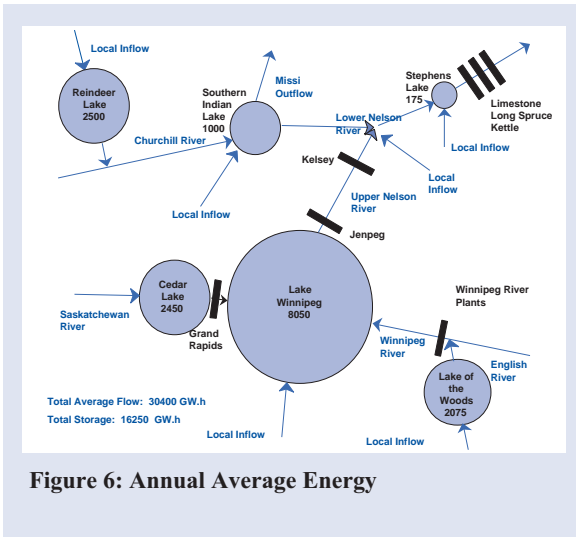 Local Inflow
Reindeer
Lake
2500
Churchill River
Southern
Indian
Lake
1000
Missi
Outflow
Stephens
Lake
175
Limestone
Long Spruce
Kettle
Lower Nelson
River
Local Inflow
Local
Inflow
Kelsey
Upper Nelson
River
Local Inflow
Jenpeg
Cedar
Lake
2450
Saskatchewan
River
Grand
Rapids
Lake
Winnipeg
8050
Winnipeg River
Plants
Winnipeg
River
English
River
Lake of
the
Woods
2075
Total Average Flow: 30400 GW.h
Total Storage: 16250 GW.h
Local Inflow
Local Inflow
Figure 6: Annual Average Energy